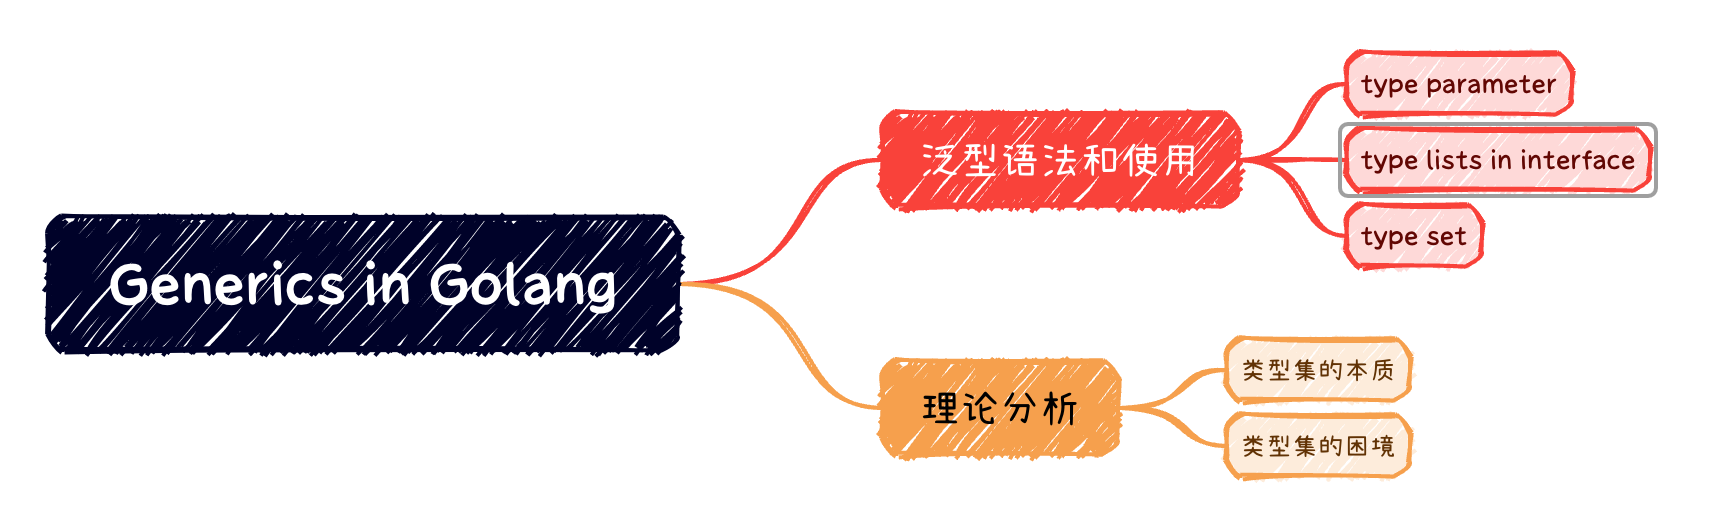 Generics in Golang
泛型语法和使用
type parameter
type lists in interface
type set
理论分析
类型集的本质
类型集的困境